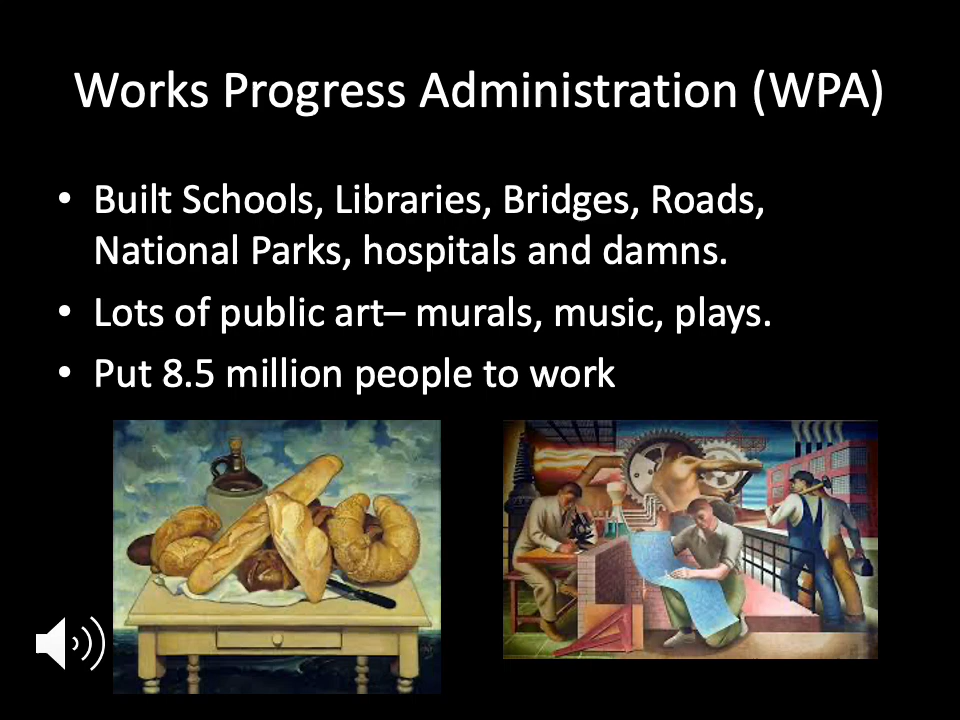 Works Progress Administration (WPA)
• Built Schools, Libraries, Bridges, Roads,
National Parks, hospitals and damns.
• Lots of public art– murals, music, plays.
• Put 8.5 million people to work